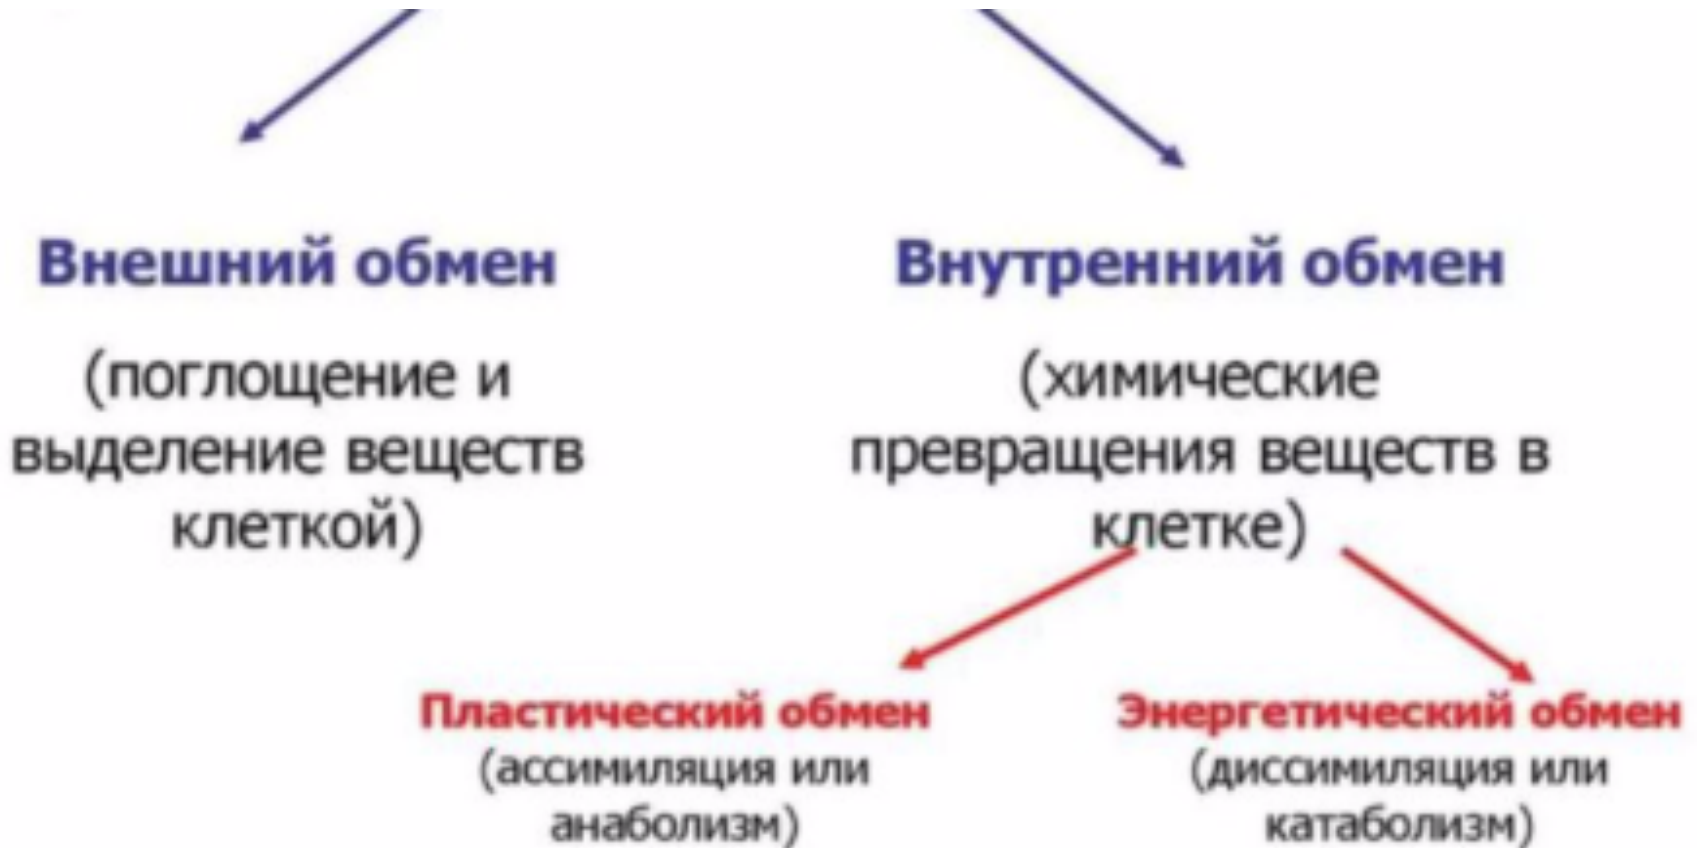 Внешний обмен
(поглощение и
выделение веществ
клеткой)
Внутренний обмен
(химические
превращения веществ в
клетке)
Пластический обмен
(ассимиляция или
анаболизм)
Энергетический обмен
(диссимиляция или
катаболизм)